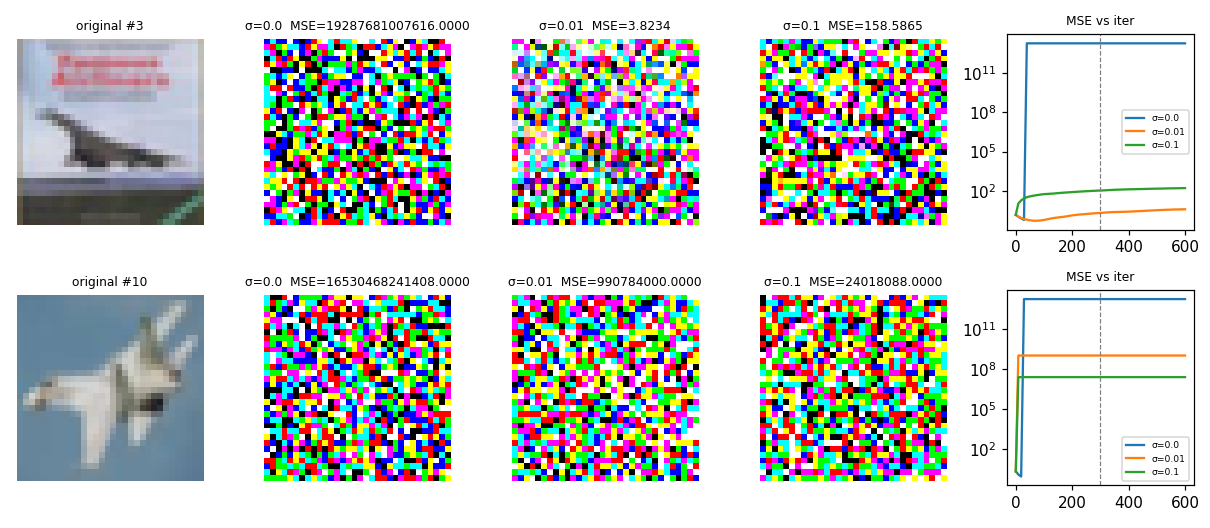 original #3
σ=0.0 MSE=19287681007616.0000
σ=0.01 MSE=3.8234
σ=0.1 MSE=158.5865
MSE vs iter
10¹¹
10⁸
10⁵
10²
σ=0.0
σ=0.01
σ=0.1
0 200 400 600
original #10
σ=0.0 MSE=16530468241408.0000
σ=0.01 MSE=990784000.0000
σ=0.1 MSE=24018088.0000
MSE vs iter
10¹¹
10⁸
10⁵
10²
σ=0.0
σ=0.01
σ=0.1
0 200 400 600